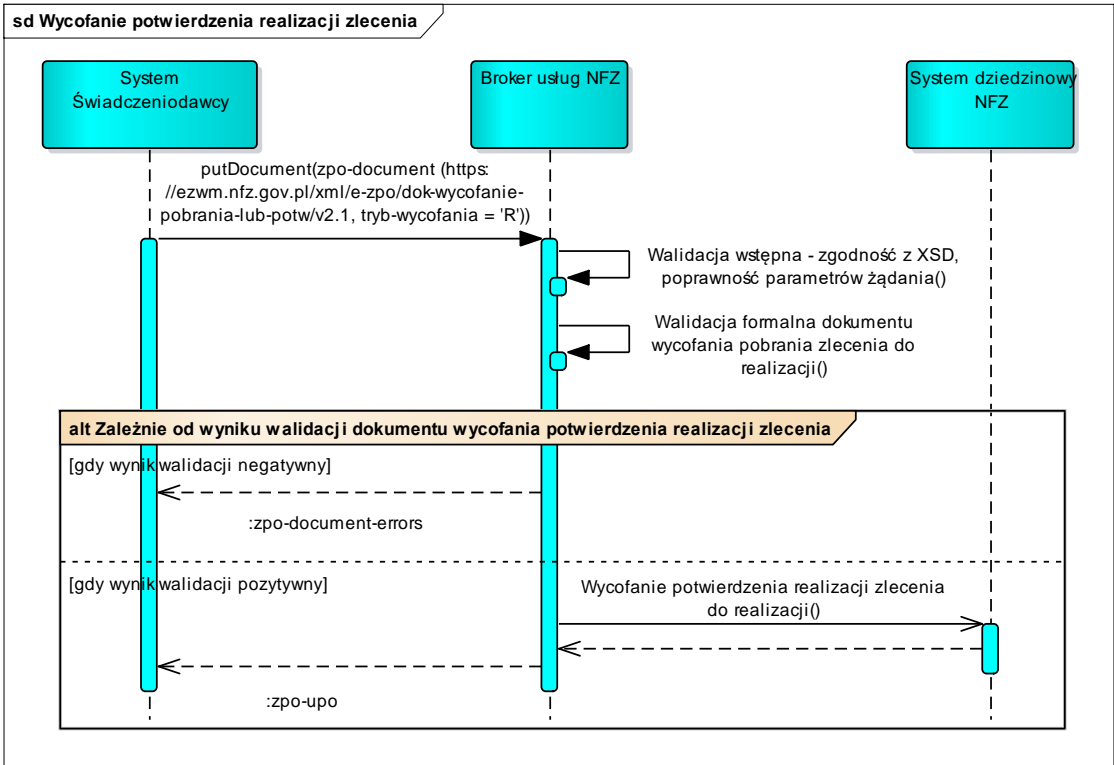 sd Wycofanie potwierdzenia realizacji zlecenia
System
Świadczeniodawcy
Broker usług NFZ
System dziedzinowy
NFZ
putDocument(zpo-document (https:
//ezwm.nfz.gov.pl/xml/e-zpo/dok-wycofanie-
pobrania-lub-potw/v2.1, tryb-wycofania = 'R'))
Walidacja wstępna - zgodność z XSD,
poprawność parametrów żądania()
Walidacja formalna dokumentu
wycofania pobrania zlecenia do
realizacji()
alt Zależnie od wyniku walidacji dokumentu wycofania potwierdzenia realizacji zlecenia
[gdy wynik walidacji negatywny]
:zpo-document-errors
[gdy wynik walidacji pozytywny]
Wycofanie potwierdzenia realizacji zlecenia
do realizacji()
:zpo-upo